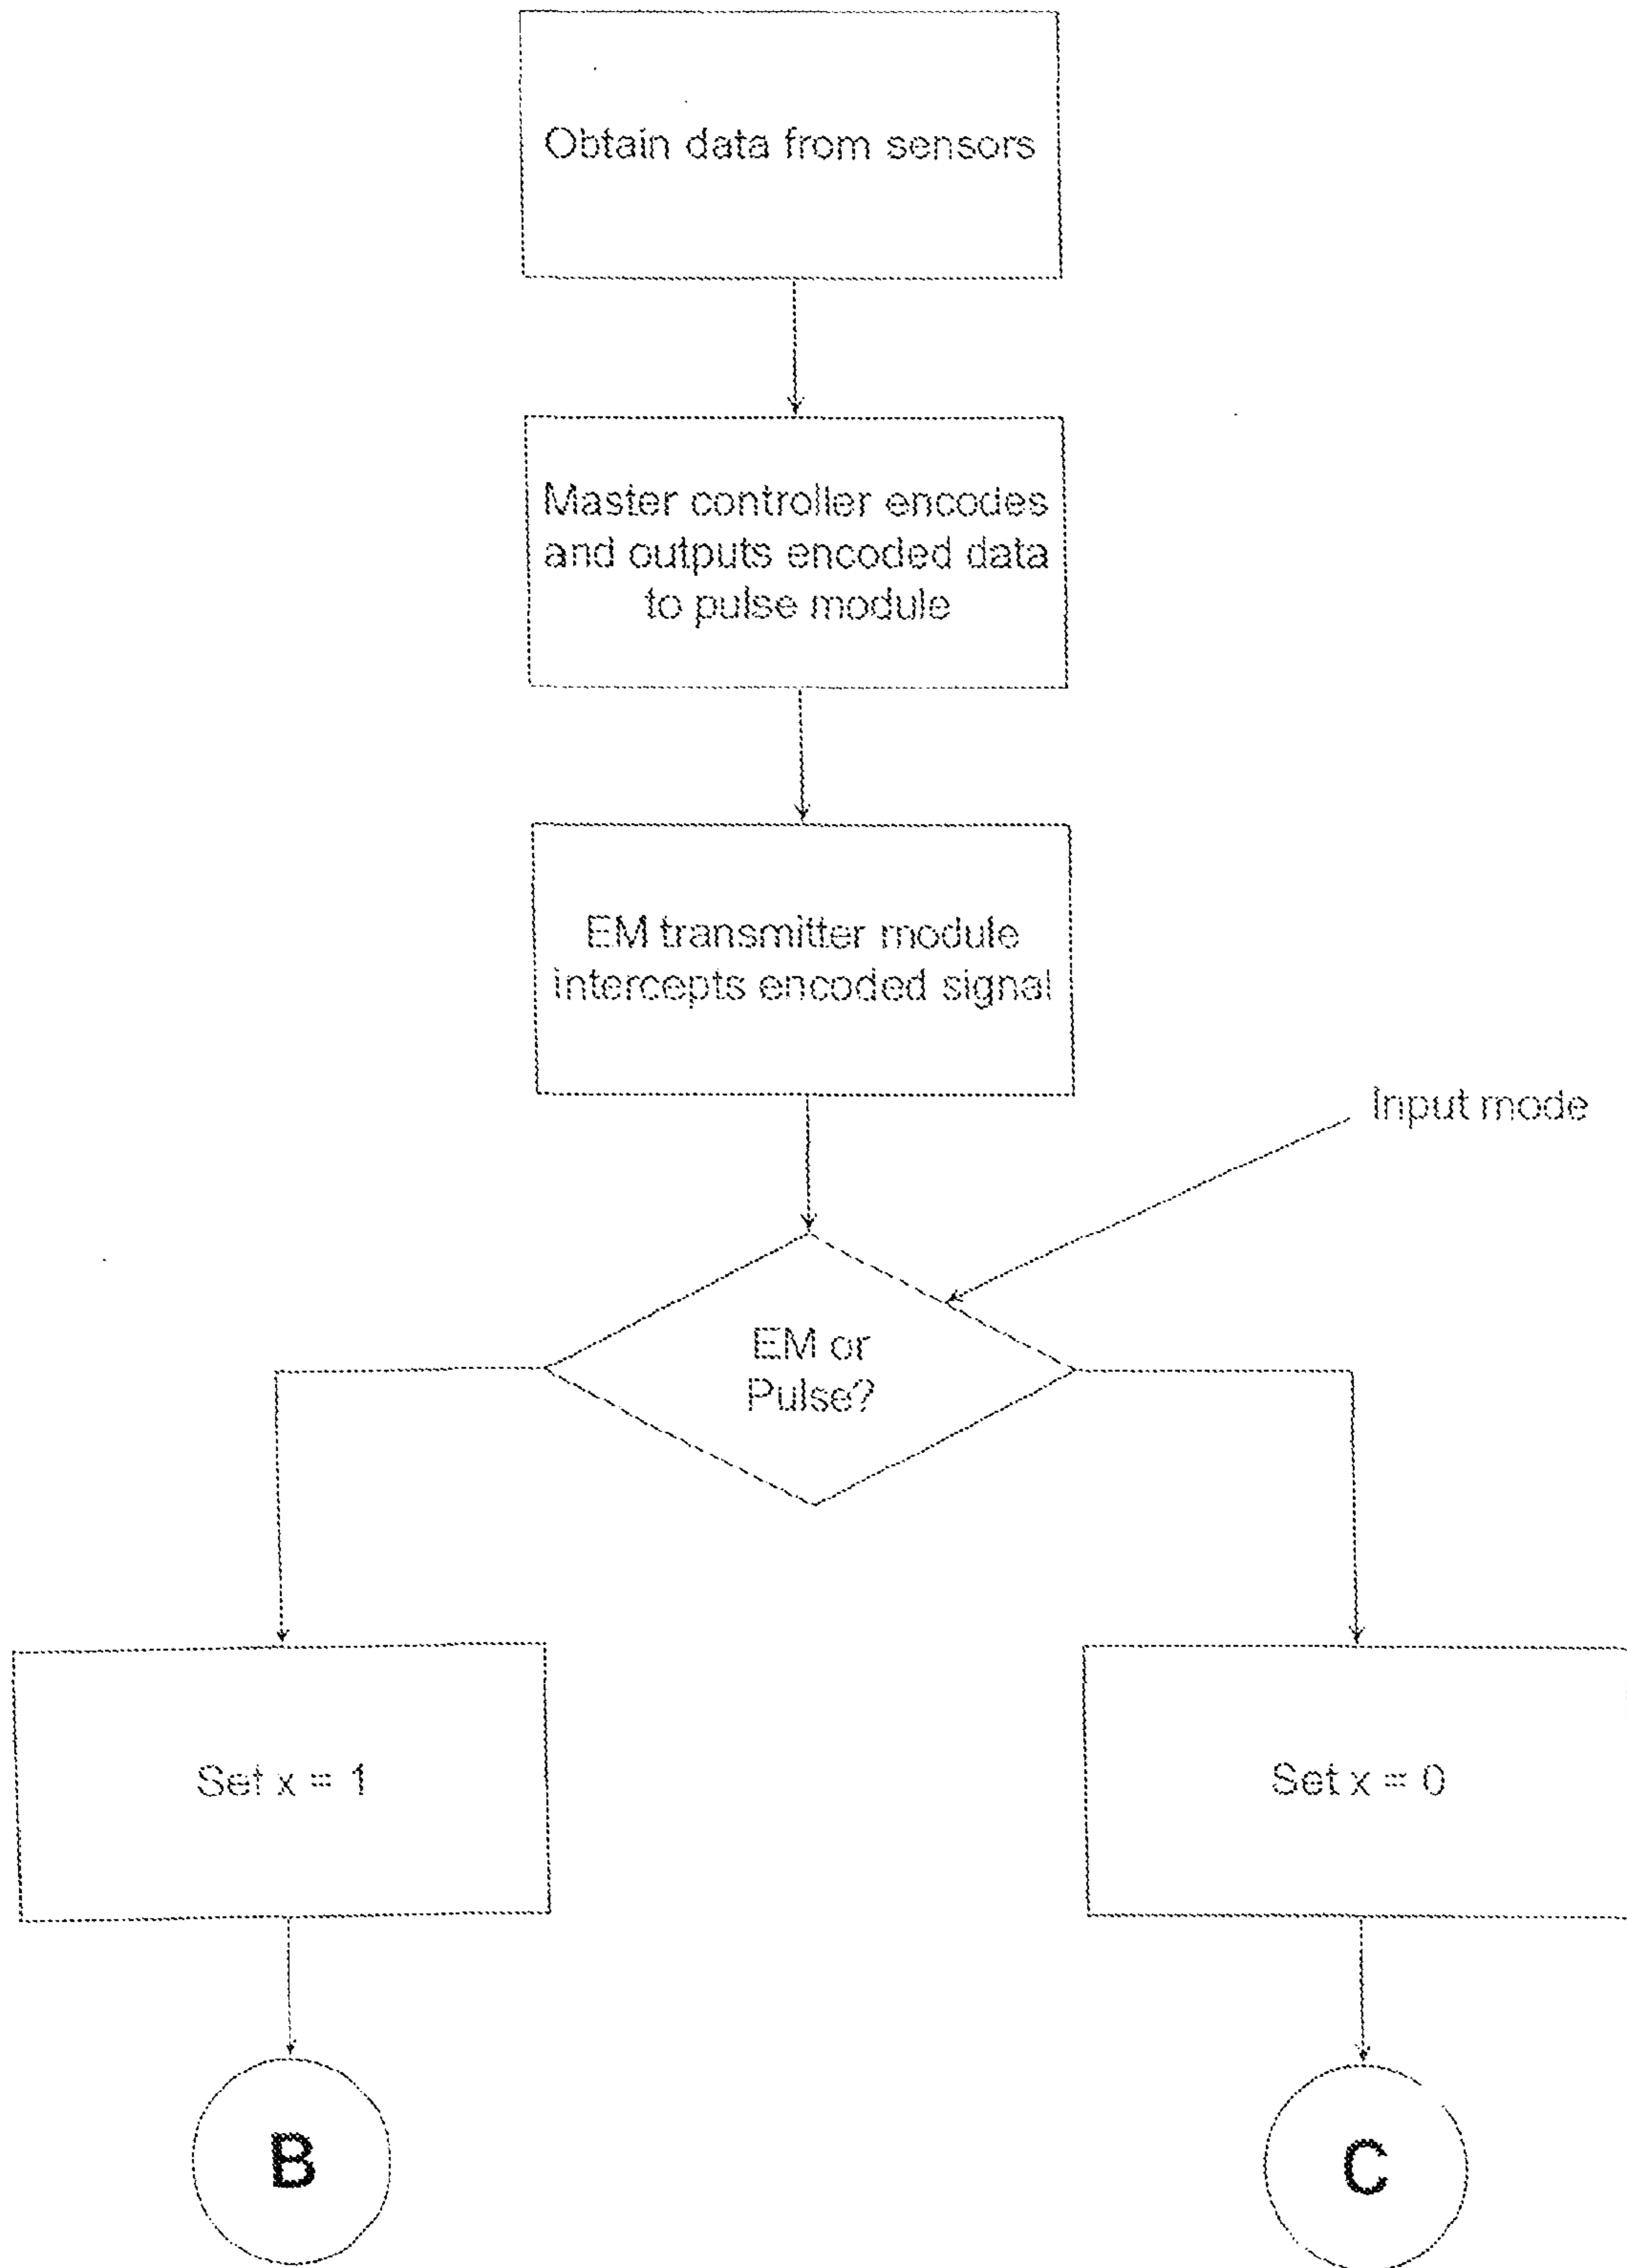 Obtain data from sensors
Master controller encodes
and outputs encoded data
to pulse module
EM transmitter module
intercepts encoded signal
Input mode
EM or
Pulse?
Set x = 1
Set x = 0
B
C